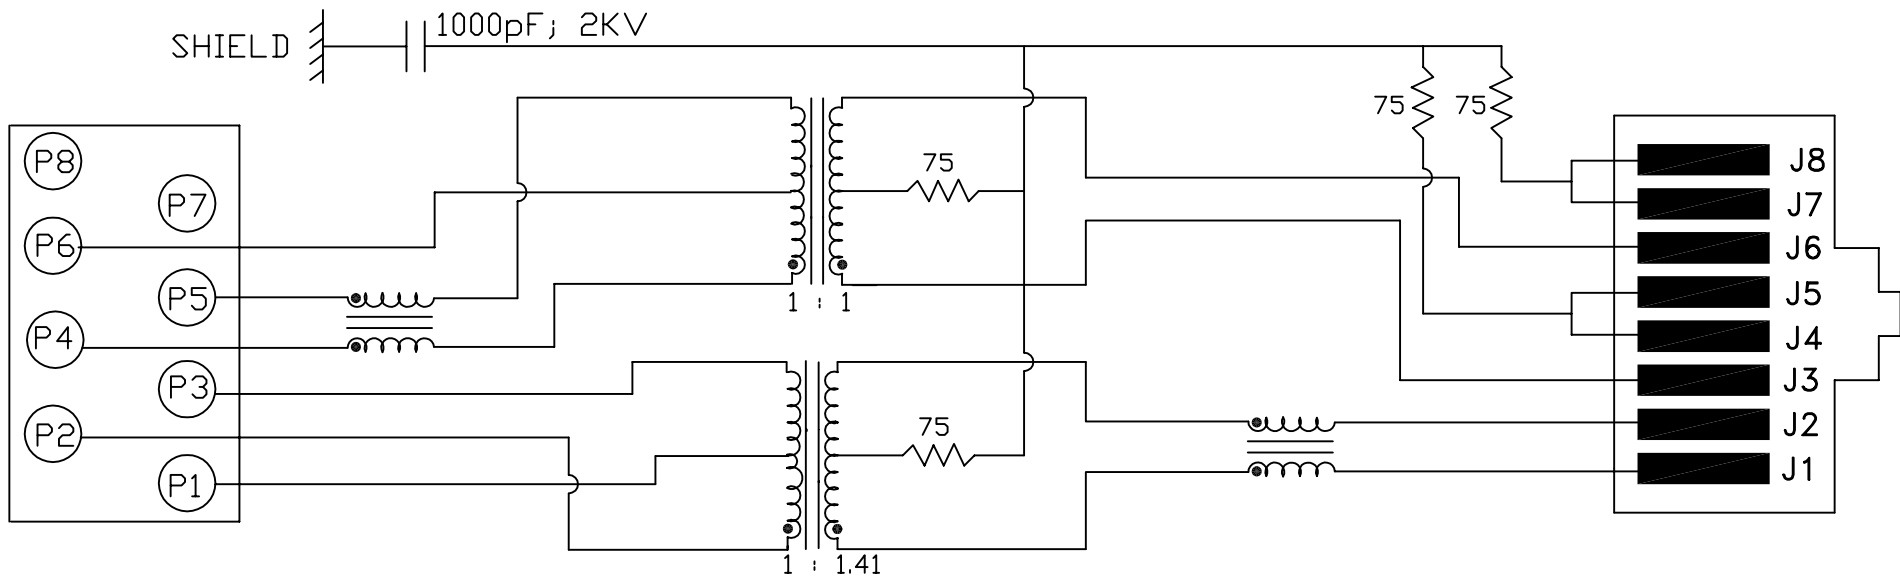 1000pF; 2KV
SHIELD
75 75
75
P8
P7
P6
P5
P4
P3
P2
P1
1 : 1
75
1 : 1.41
J8
J7
J6
J5
J4
J3
J2
J1